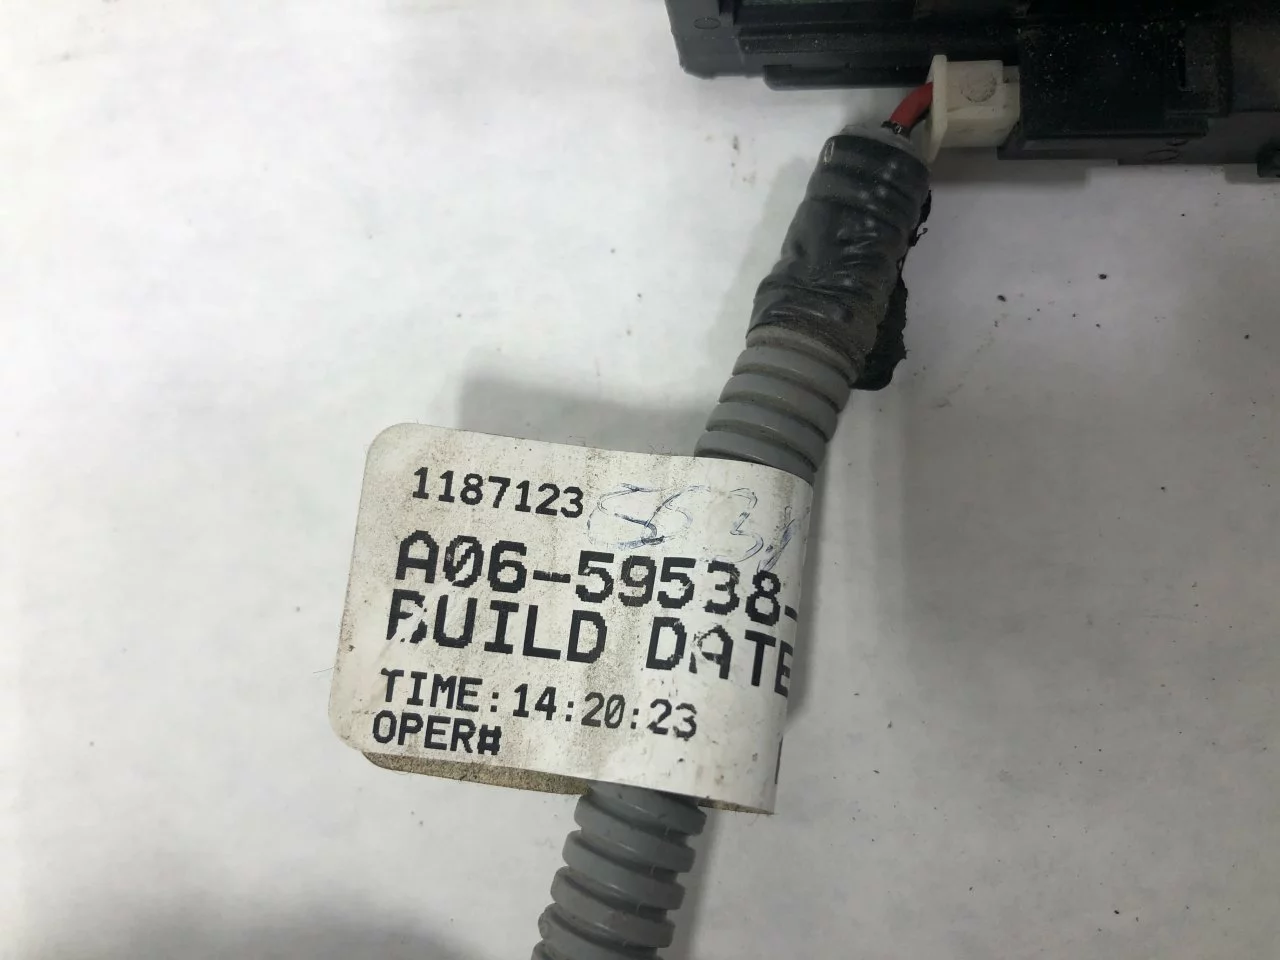 1187123
A06-59538-
BUILD DATE
TIME:14:20:23
OPER#